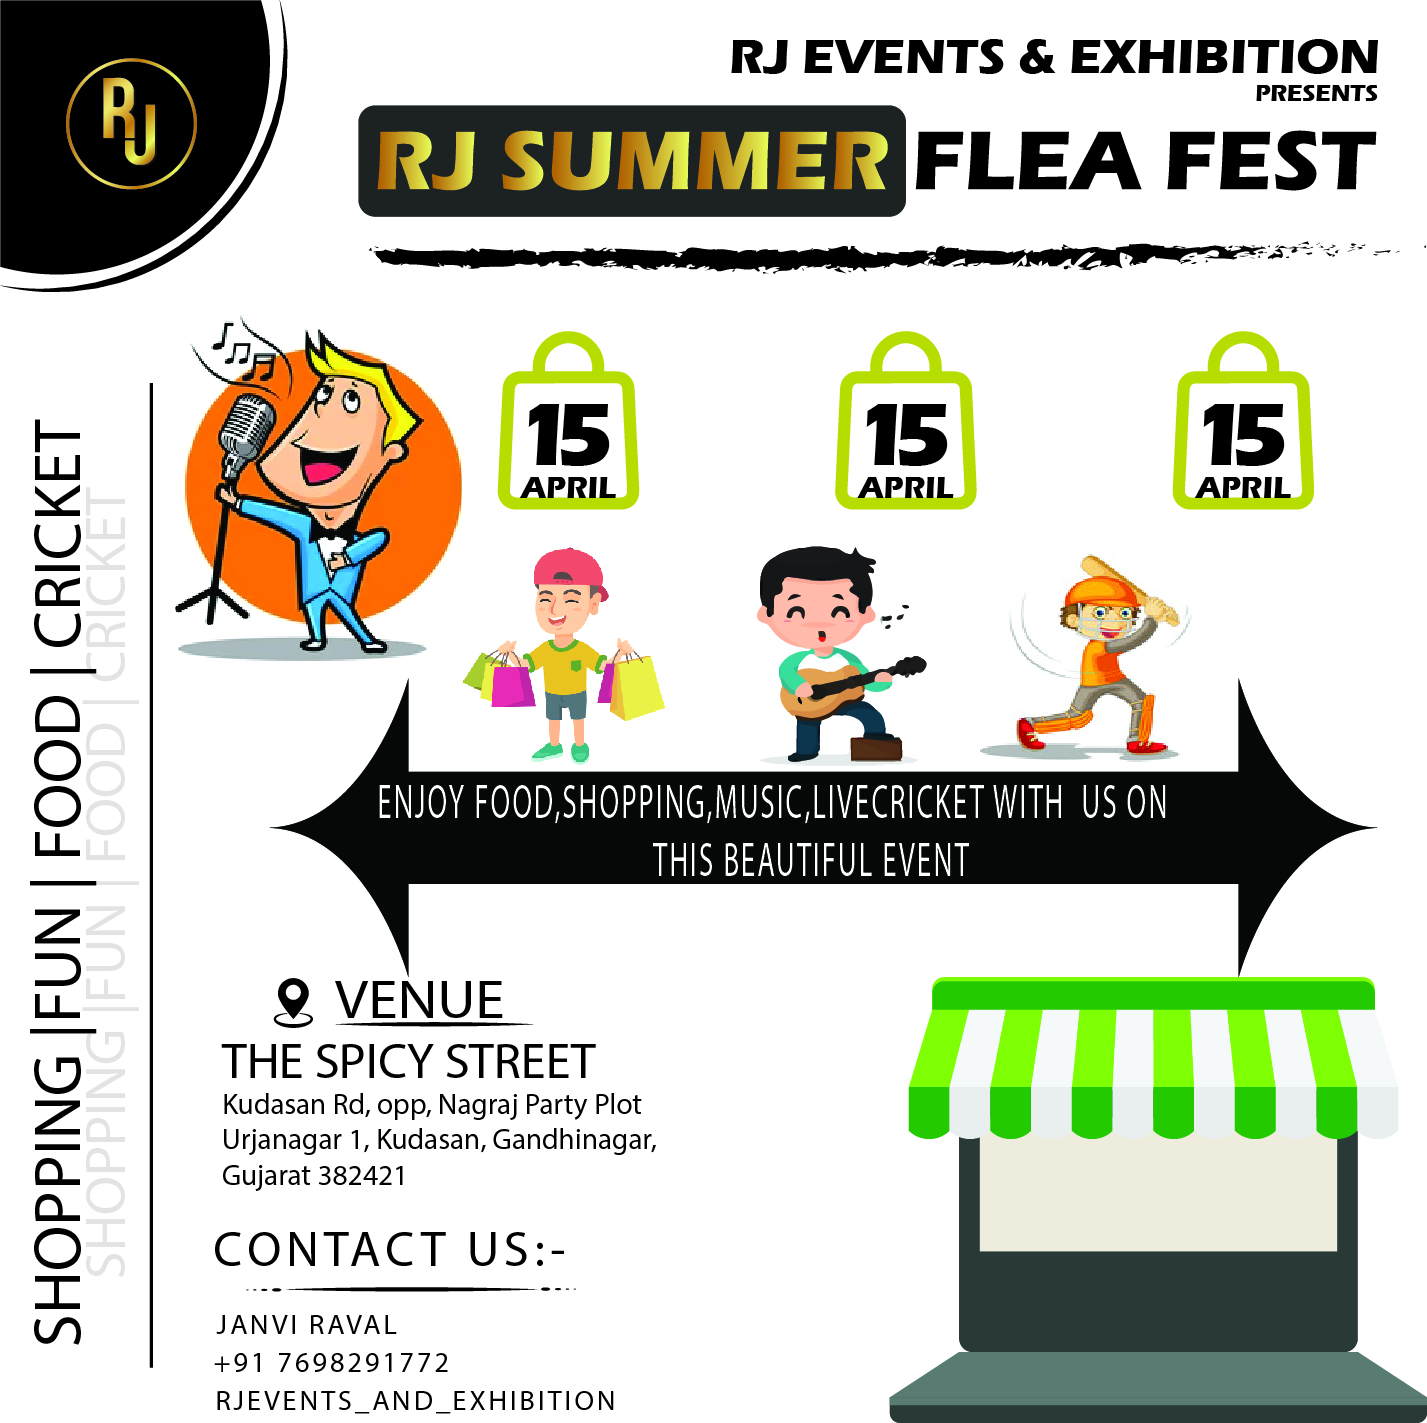 RJ
RJ EVENTS & EXHIBITION
PRESENTS
RJ SUMMER FLEA FEST
15
APRIL
15
APRIL
15
APRIL
SHOPPING |FUN | FOOD | CRICKET
SHOPPING |FUN | FOOD | CRICKET
ENJOY FOOD,SHOPPING,MUSIC,LIVECRICKET WITH US ON
THIS BEAUTIFUL EVENT
VENUE
THE SPICY STREET
Kudasan Rd, opp, Nagraj Party Plot
Urjanagar 1, Kudasan, Gandhinagar,
Gujarat 382421
CONTACT US:-
JANVI RAVAL
+91 7698291772
RJEVENTS_AND_EXHIBITION